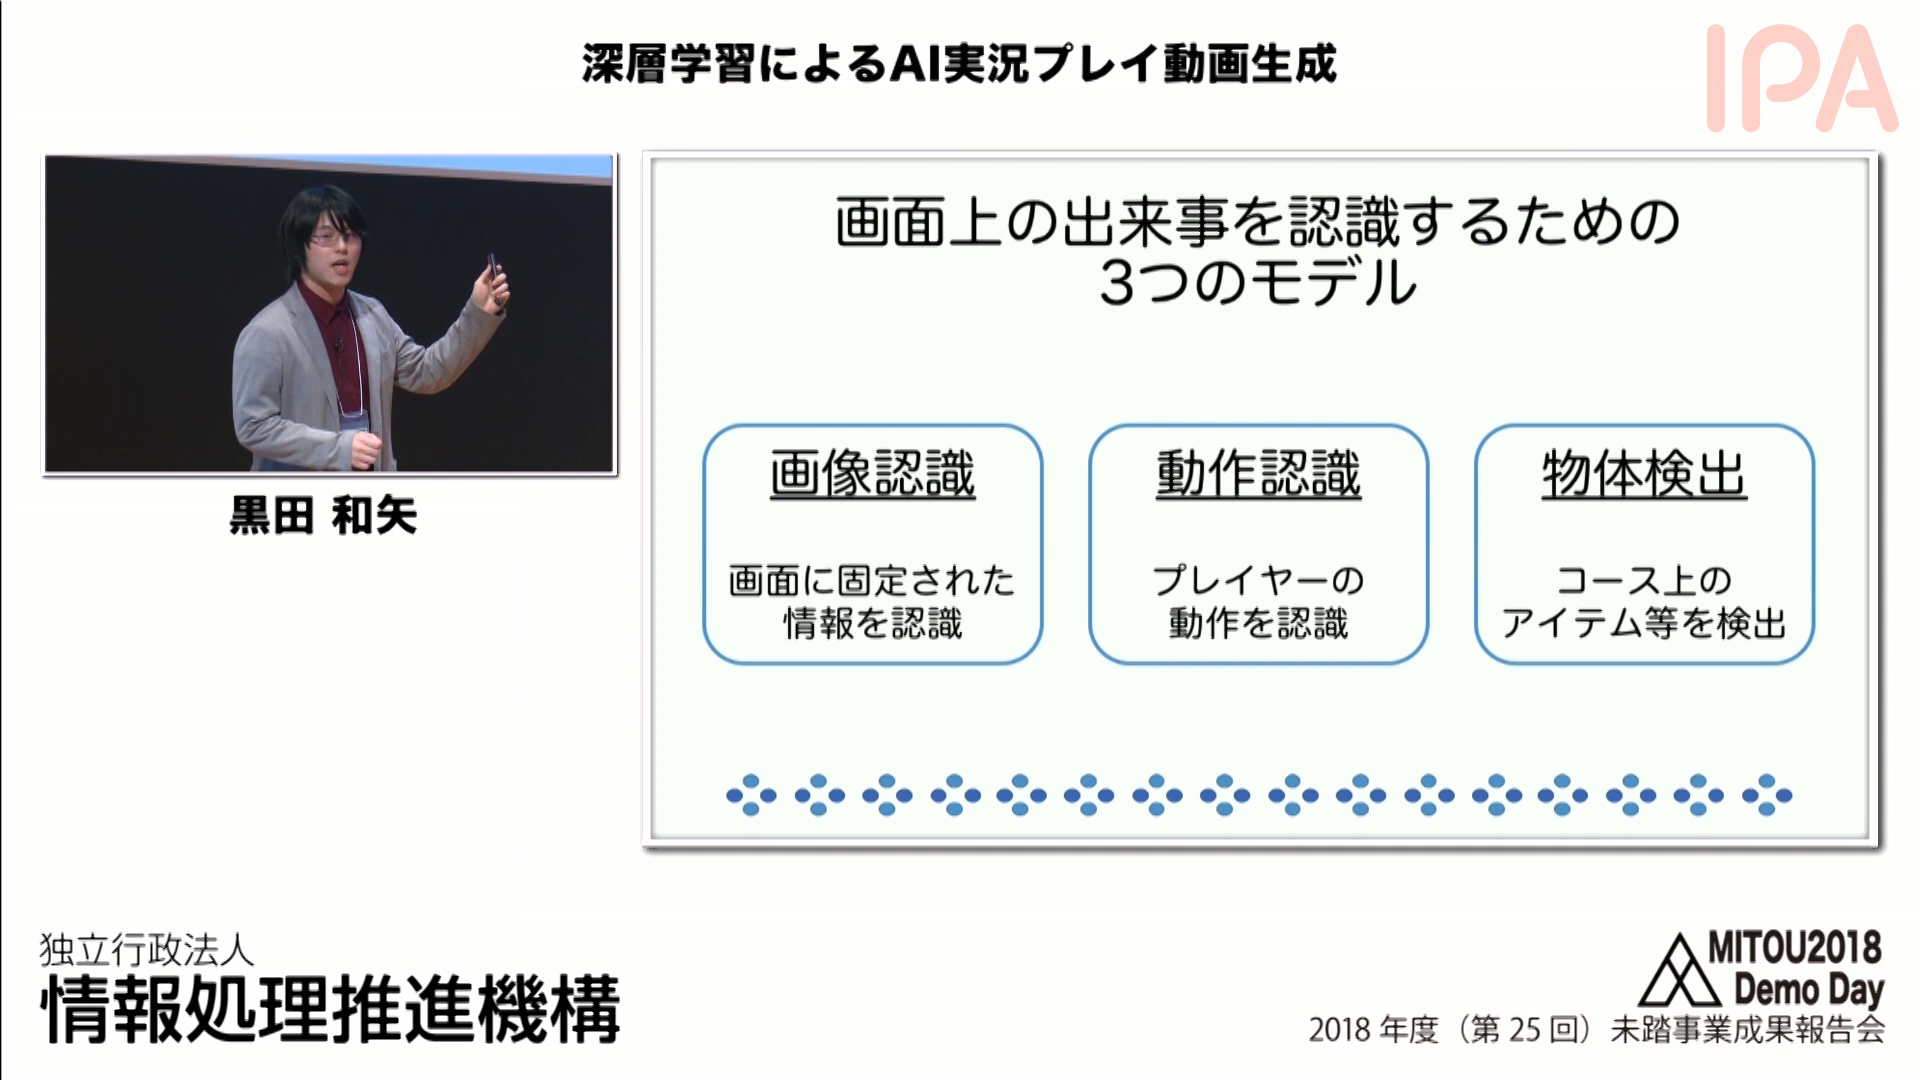 深層学習によるAI実況プレイ動画生成
IPA
画面上の出来事を認識するための
3つのモデル
画像認識
画面に固定された
情報を認識
動作認識
プレイヤーの
動作を認識
物体検出
コース上の
アイテム等を検出
黒田 和矢
独立行政法人
情報処理推進機構
MITOU2018
Demo Day
2018 年度（第 25 回）未踏事業成果報告会